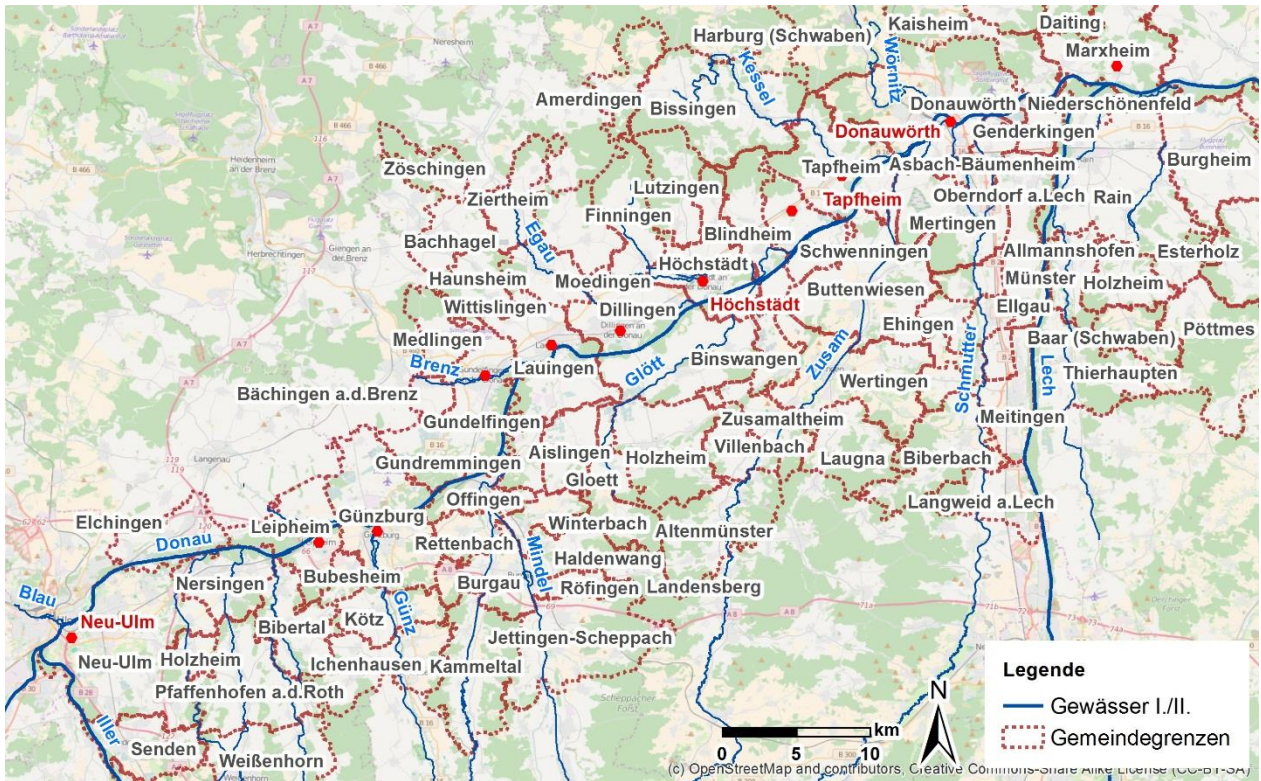 Kaisheim
Daiting
Harburg (Schwaben)
Marxheim
Kessel
Wörnitz
Neresheim
Amerdingen
Bissingen
Donauwörth
Niederschönenfeld
Donauwörth
Genderkingen
Zöschingen
Tapfheim
Asbach-Bäumenheim
Burgheim
Ziertheim
Lutzingen
Tapfheim
Oberndorf a.Lech
Rain
Finningen
Mertingen
Bachhagel
Egau
Blindheim
Schwenningen
Allmannshofen
Esterholz
Haunsheim
Moedingen
Höchstädt
Buttenwiesen
Münster
Holzheim
Wittislingen
Dillingen
Höchstädt
Ellgau
Ehingen
Pöttmes
Medlingen
Baar (Schwaben)
Brenz
Lauingen
Glött
Binswangen
Zusam
Schmutter
Lech
Thierhaupten
Bächingen a.d.Brenz
Wertingen
Gundelfingen
Zusamaltheim
Meitingen
Gundremmingen
Aislingen
Holzheim
Villenbach
Laugna
Biberbach
Langenau
Gloett
Offingen
Langweid a.Lech
Elchingen
Leipheim
Günzburg
Winterbach
Altenmünster
Donau
Rettenbach
Mindel
Haldenwang
Nersingen
Bubesheim
Burgau
Röfingen
Landensberg
Blau
Günz
Neu-Ulm
Bibertal
Kötz
Jettingen-Scheppach
Neu-Ulm
Holzheim
Ichenhausen
Kammeltal
Pfaffenhofen a.d.Roth
Iller
Senden
Weißenhorn
N
km
0 5 10
Legende
Gewässer I./II.
Gemeindegrenzen
(c) OpenStreetMap and contributors, Creative Commons-Share Alike License (CC-BY-SA)